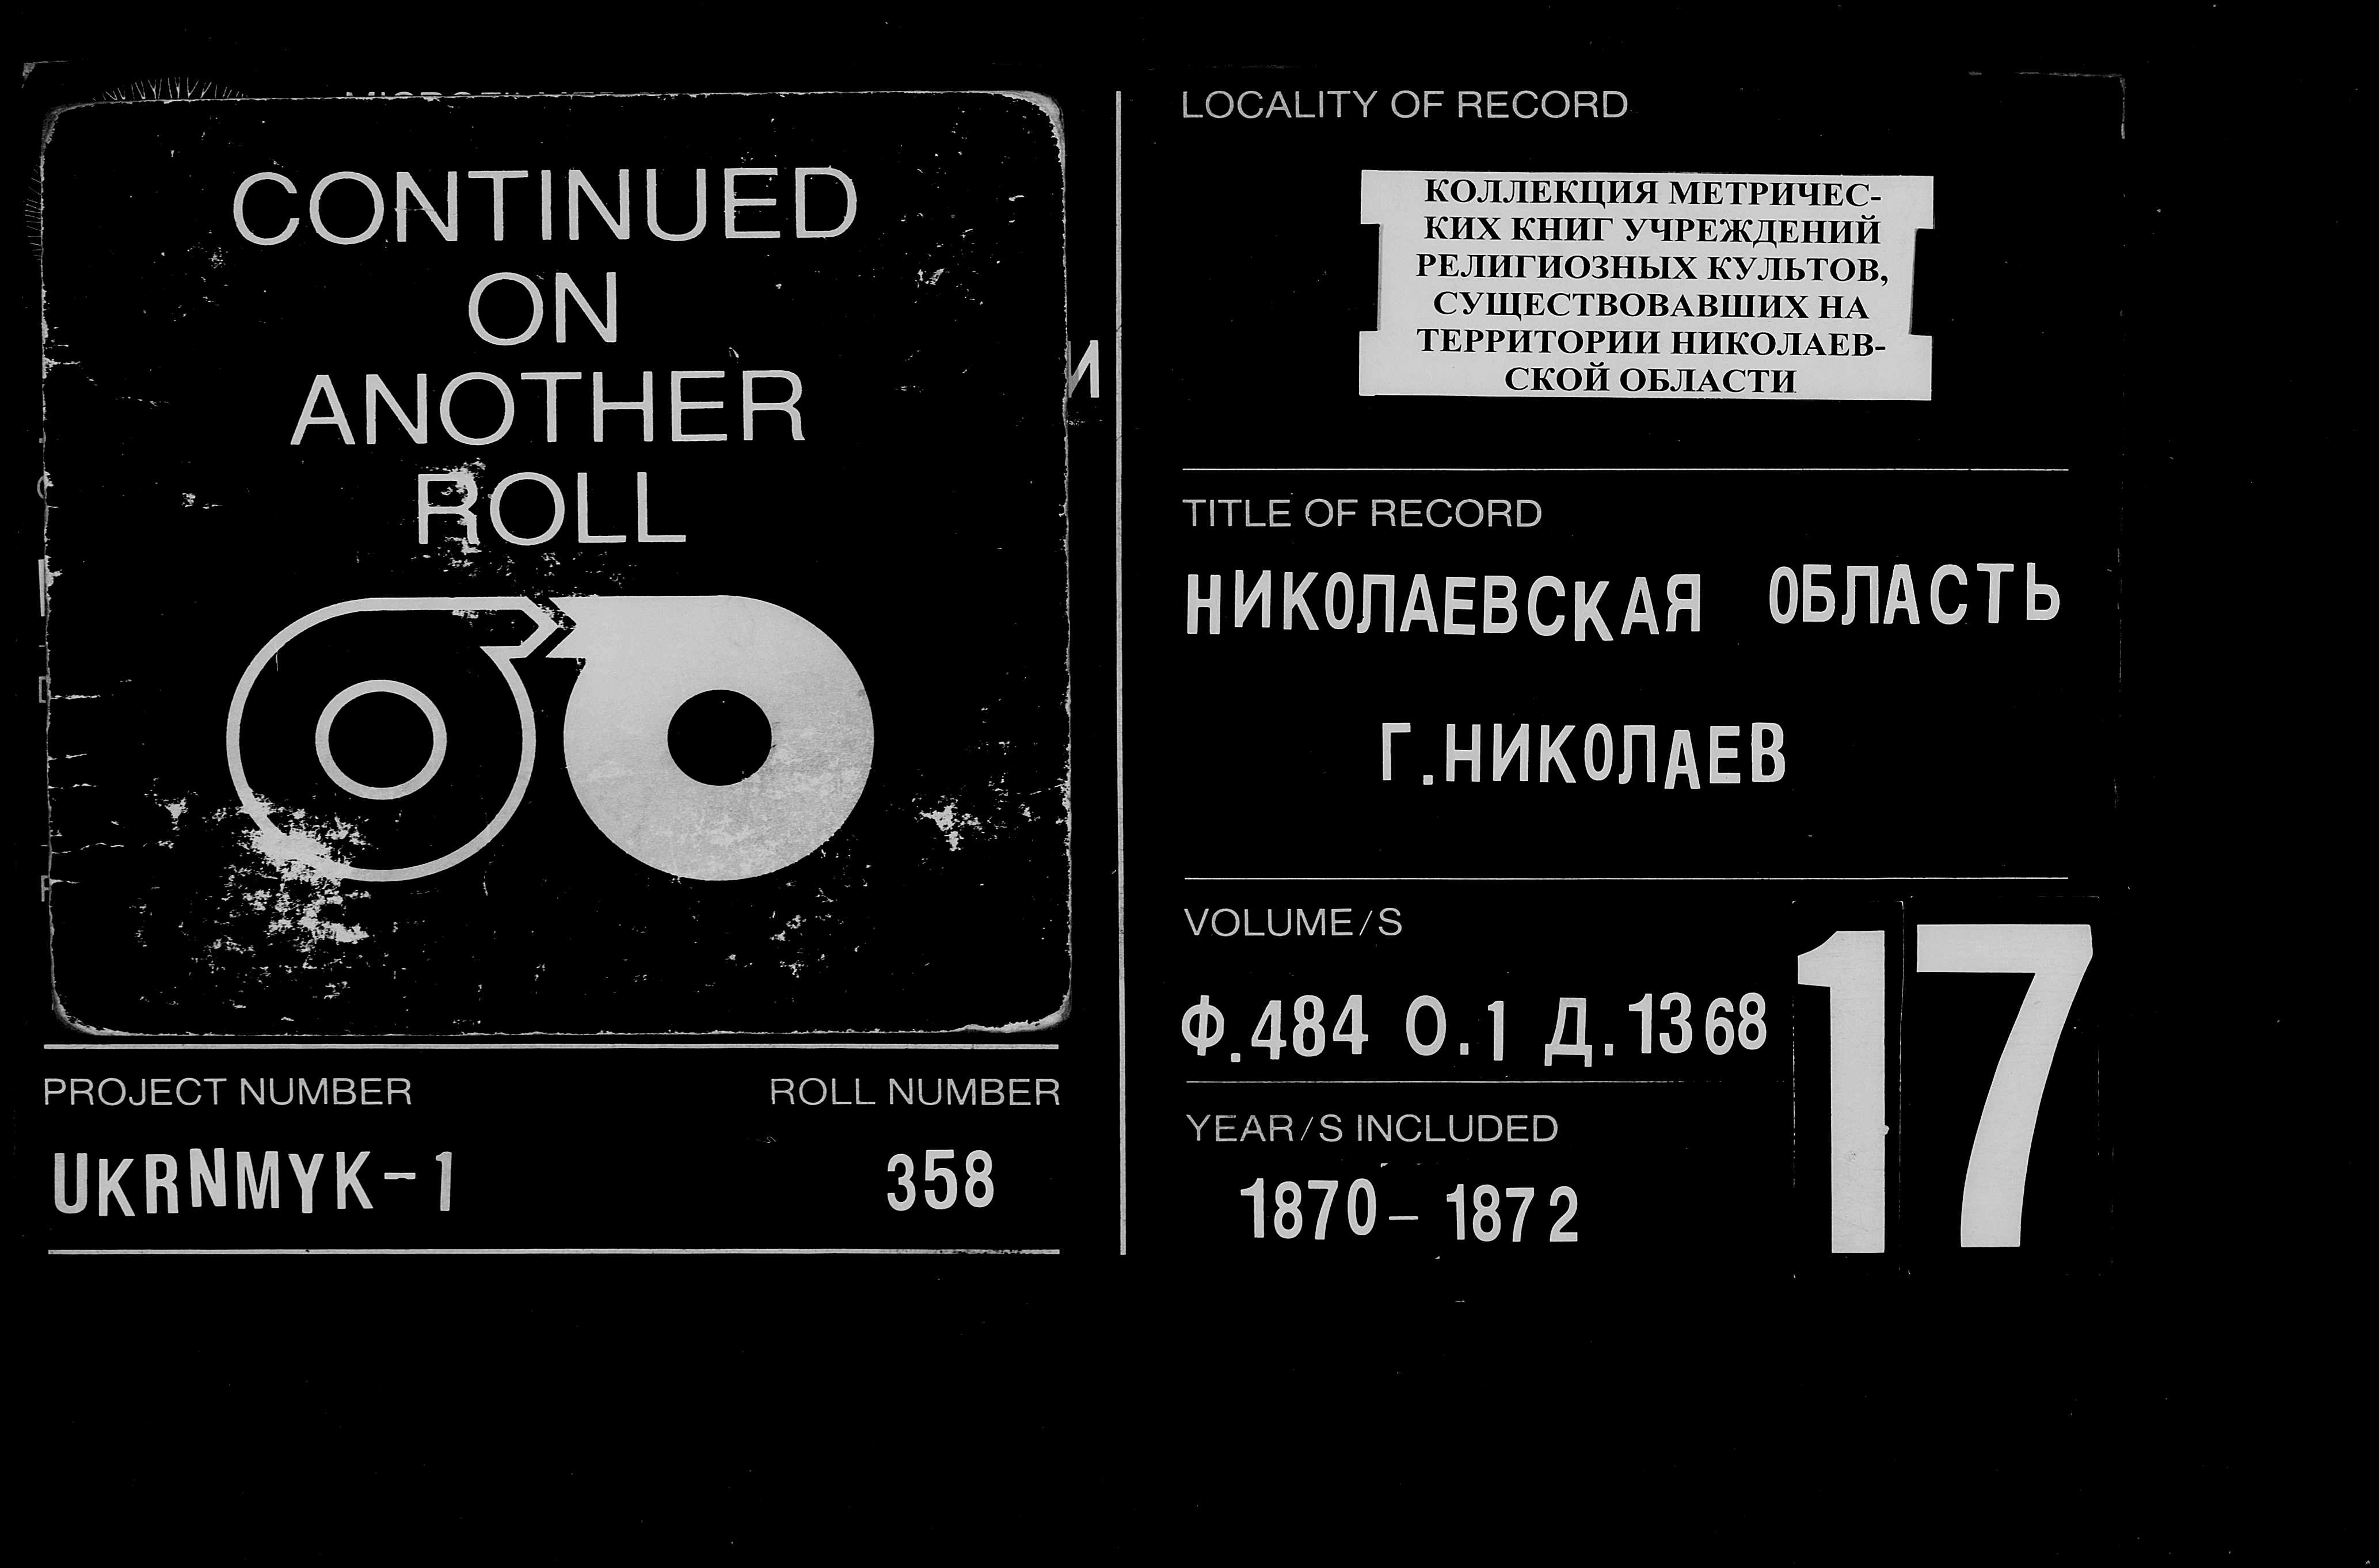 CONTINUED
ON
ANOTHER
ROLL
PROJECT NUMBER
ROLL NUMBER
UKRNMYK-1
358
LOCALITY OF RECORD
КОЛЛЕКЦИЯ МЕТРИЧЕС-
КИХ КНИГ УЧРЕЖДЕНИЙ
РЕЛИГИОЗНЫХ КУЛЬТОВ,
СУЩЕСТВОВАВШИХ НА
ТЕРРИТОРИИ НИКОЛАЕВ-
СКОЙ ОБЛАСТИ
TITLE OF RECORD
НИКОЛАЕВСКАЯ ОБЛАСТЬ
Г.НИКОЛАЕВ
VOLUME/S
Ф.484 О.1 Д.1368
17
YEAR/S INCLUDED
1870-1872